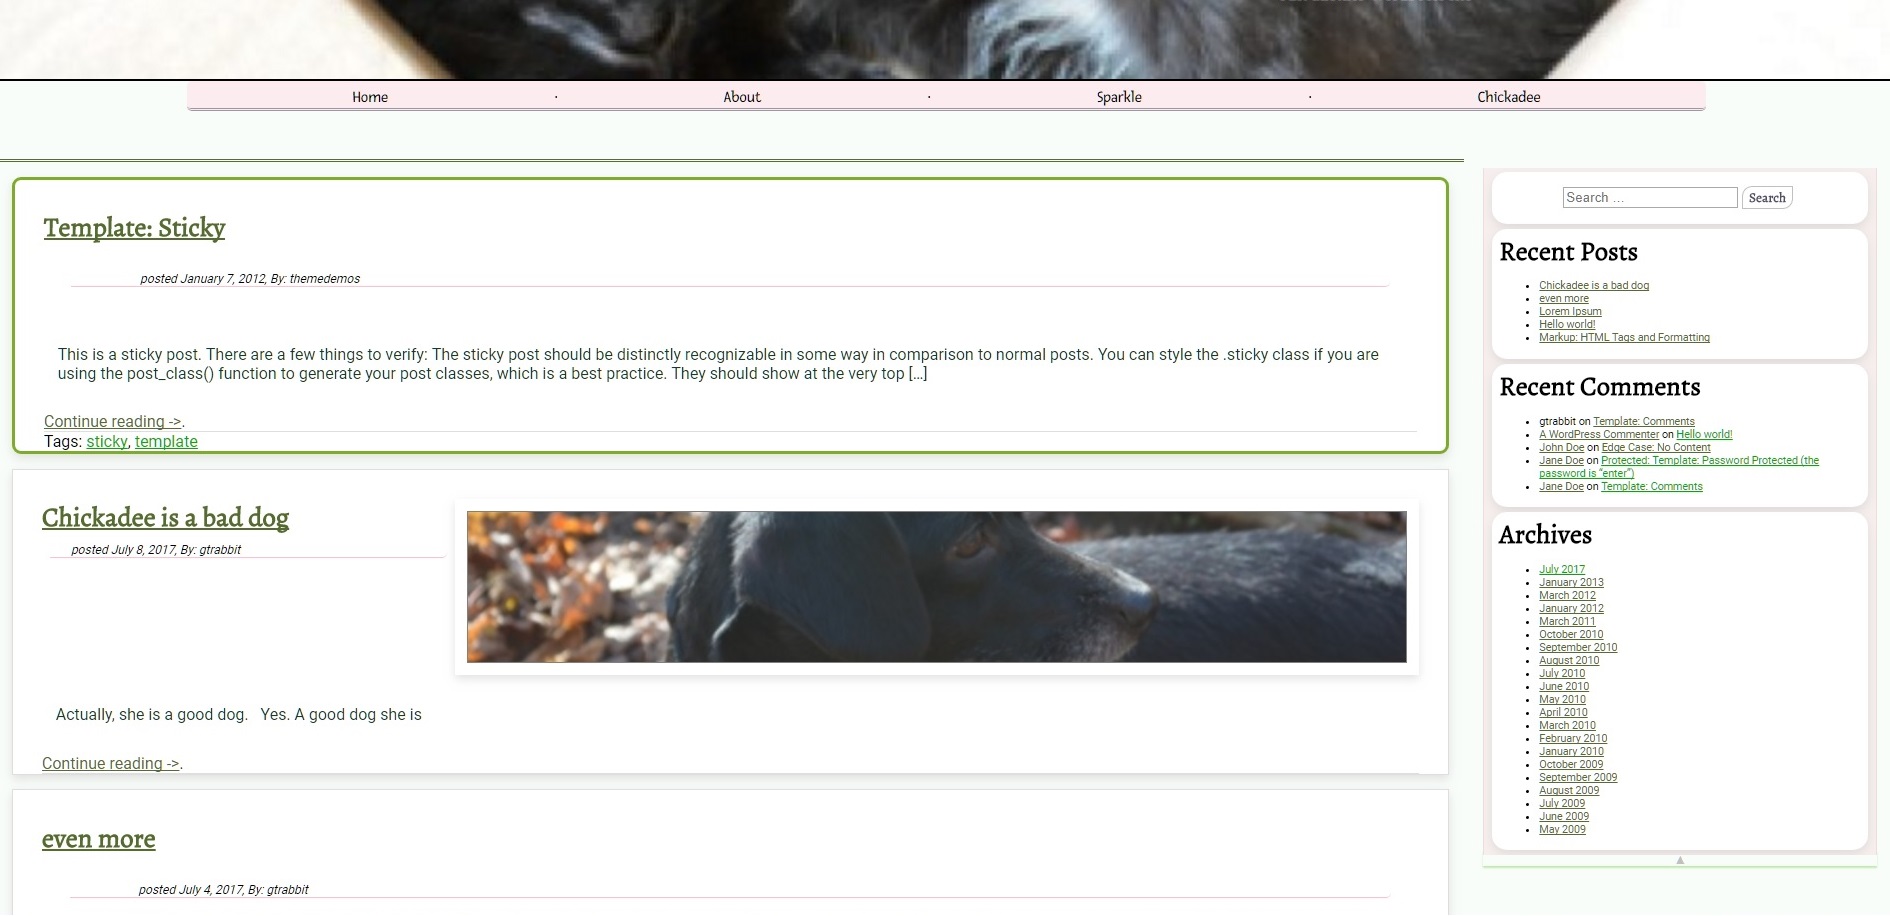 Home · About · Sparkle · Chickadee
Template: Sticky
posted January 7, 2012, By: themedemos
This is a sticky post. There are a few things to verify: The sticky post should be distinctly recognizable in some way in comparison to normal posts. You can style the .sticky class if you are
using the post_class() function to generate your post classes, which is a best practice. They should show at the very top […]
Continue reading ->.
Tags: sticky, template
Chickadee is a bad dog
posted July 8, 2017, By: gtrabbit
Actually, she is a good dog.   Yes. A good dog she is
Continue reading ->.
even more
posted July 4, 2017, By: gtrabbit
Search …
Search
Recent Posts
Chickadee is a bad dog
even more
Lorem Ipsum
Hello world!
Markup: HTML Tags and Formatting
Recent Comments
gtrabbit on Template: Comments
A WordPress Commenter on Hello world!
John Doe on Edge Case: No Content
Jane Doe on Protected: Template: Password Protected (the
password is “enter”)
Jane Doe on Template: Comments
Archives
July 2017
January 2013
March 2012
January 2012
March 2011
October 2010
September 2010
August 2010
July 2010
June 2010
May 2010
April 2010
March 2010
February 2010
January 2010
October 2009
September 2009
August 2009
July 2009
June 2009
May 2009